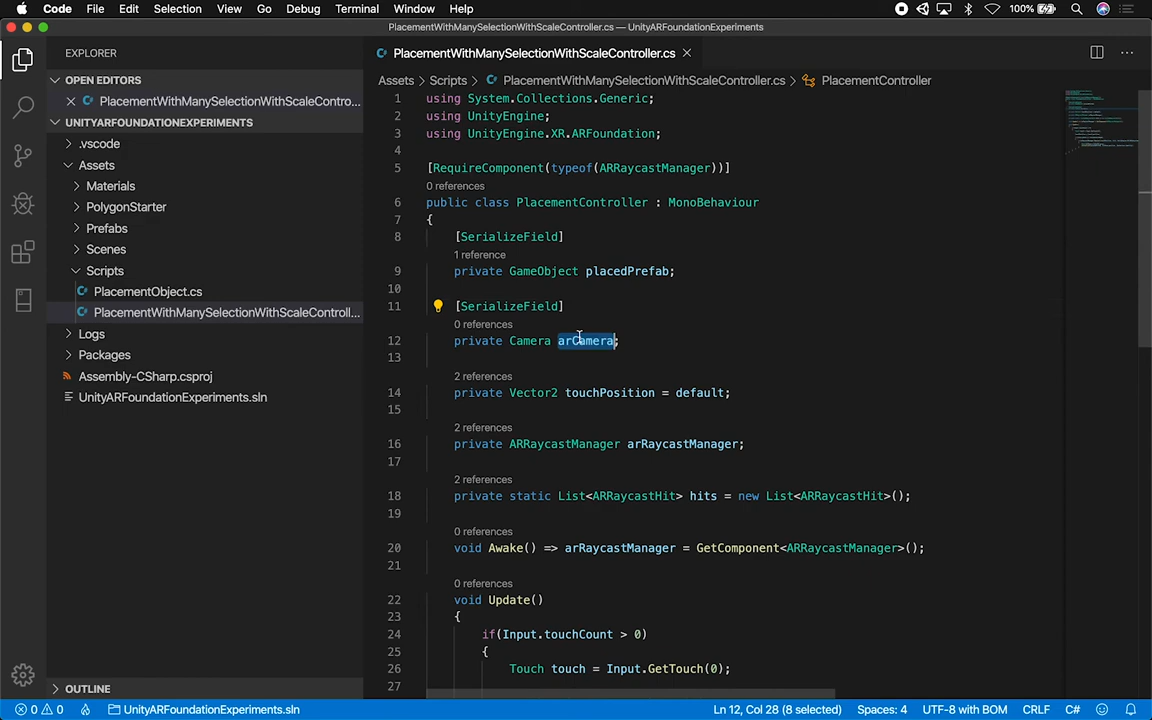 Code File Edit Selection View Go Debug Terminal Window Help 100%
PlacementWithManySelectionWithScaleController.cs — UnityARFoundationExperiments
EXPLORER
OPEN EDITORS
PlacementWithManySelectionWithScaleContro...
UNITYARFOUNDATIONEXPERIMENTS
.vscode
Assets
Materials
PolygonStarter
Prefabs
Scenes
Scripts
PlacementObject.cs
PlacementWithManySelectionWithScaleControll...
Logs
Packages
Assembly-CSharp.csproj
UnityARFoundationExperiments.sln
OUTLINE
PlacementWithManySelectionWithScaleController.cs
Assets > Scripts > PlacementWithManySelectionWithScaleController.cs > PlacementController
1 using System.Collections.Generic;
2 using UnityEngine;
3 using UnityEngine.XR.ARFoundation;
4
5 [RequireComponent(typeof(ARRaycastManager))]
0 references
6 public class PlacementController : MonoBehaviour
7 {
8 [SerializeField]
1 reference
9 private GameObject placedPrefab;
10
11 [SerializeField]
0 references
12 private Camera arCamera;
13
2 references
14 private Vector2 touchPosition = default;
15
2 references
16 private ARRaycastManager arRaycastManager;
17
2 references
18 private static List<ARRaycastHit> hits = new List<ARRaycastHit>();
19
0 references
20 void Awake() => arRaycastManager = GetComponent<ARRaycastManager>();
21
0 references
22 void Update()
23 {
24 if(Input.touchCount > 0)
25 {
26 Touch touch = Input.GetTouch(0);
27
0 0 UnityARFoundationExperiments.sln Ln 12, Col 28 (8 selected) Spaces: 4 UTF-8 with BOM CRLF C#